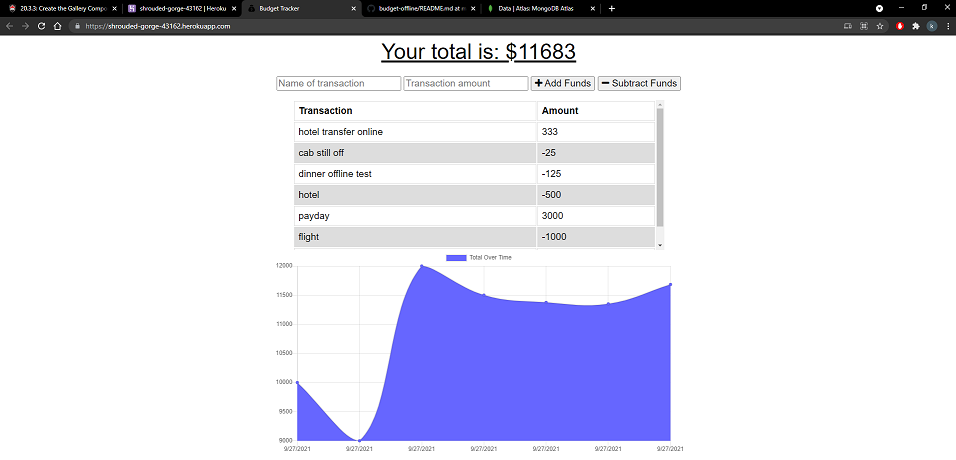 20.3.3: Create the Gallery Compo
shrouded-gorge-43162 | Heroku
Budget Tracker
budget-offline/README.md at m
Data | Atlas: MongoDB Atlas
https://shrouded-gorge-43162.herokuapp.com
Your total is: $11683
Name of transaction Transaction amount Add Funds Subtract Funds
Transaction Amount
hotel transfer online 333
cab still off -25
dinner offline test -125
hotel -500
payday 3000
flight -1000
Total Over Time
12000
11500
11000
10500
10000
9500
9000
9/27/2021 9/27/2021 9/27/2021 9/27/2021 9/27/2021 9/27/2021 9/27/2021